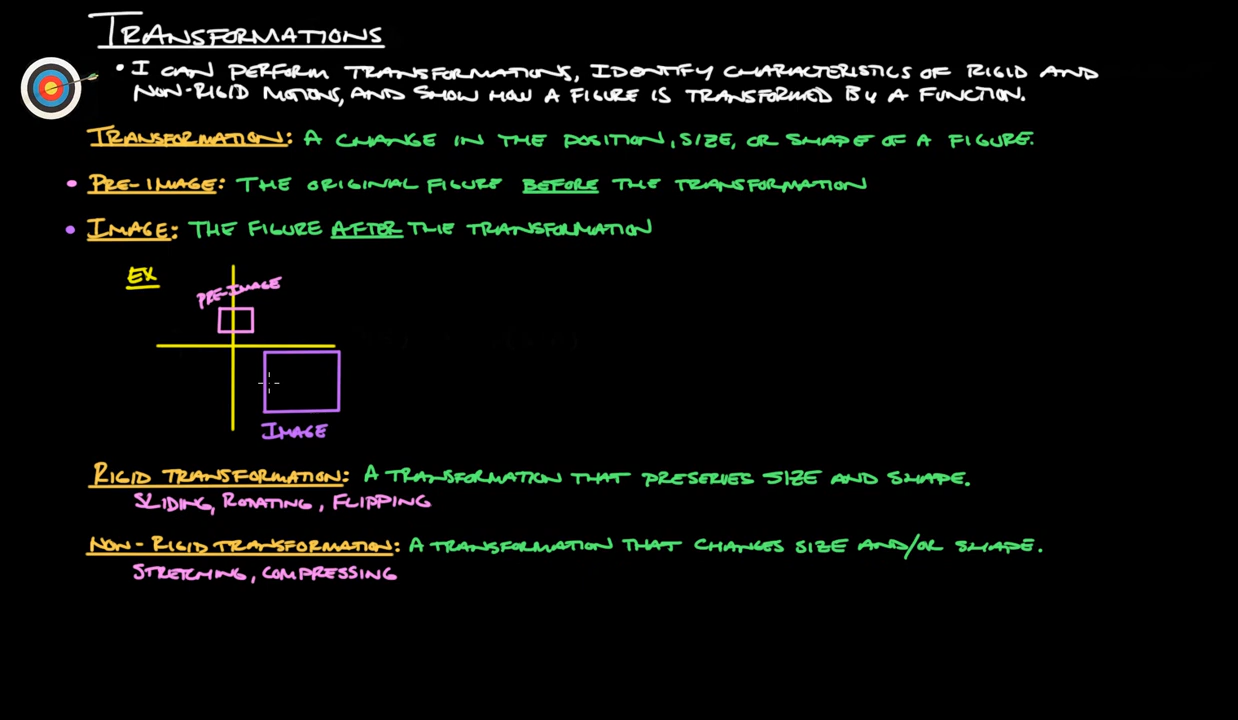 TRANSFORMATIONS
• I CAN PERFORM TRANSFORMATIONS, IDENTIFY CHARACTERISTICS OF RIGID AND
NON-RIGID MOTIONS, AND SHOW HOW A FIGURE IS TRANSFORMED BY A FUNCTION.
TRANSFORMATION: A CHANGE IN THE POSITION, SIZE, OR SHAPE OF A FIGURE.
• PRE-IMAGE: THE ORIGINAL FIGURE BEFORE THE TRANSFORMATION
• IMAGE: THE FIGURE AFTER THE TRANSFORMATION
EX
PRE-IMAGE
IMAGE
RIGID TRANSFORMATION: A TRANSFORMATION THAT PRESERVES SIZE AND SHAPE.
SLIDING, ROTATING, FLIPPING
NON-RIGID TRANSFORMATION: A TRANSFORMATION THAT CHANGES SIZE AND/OR SHAPE.
STRETCHING, COMPRESSING